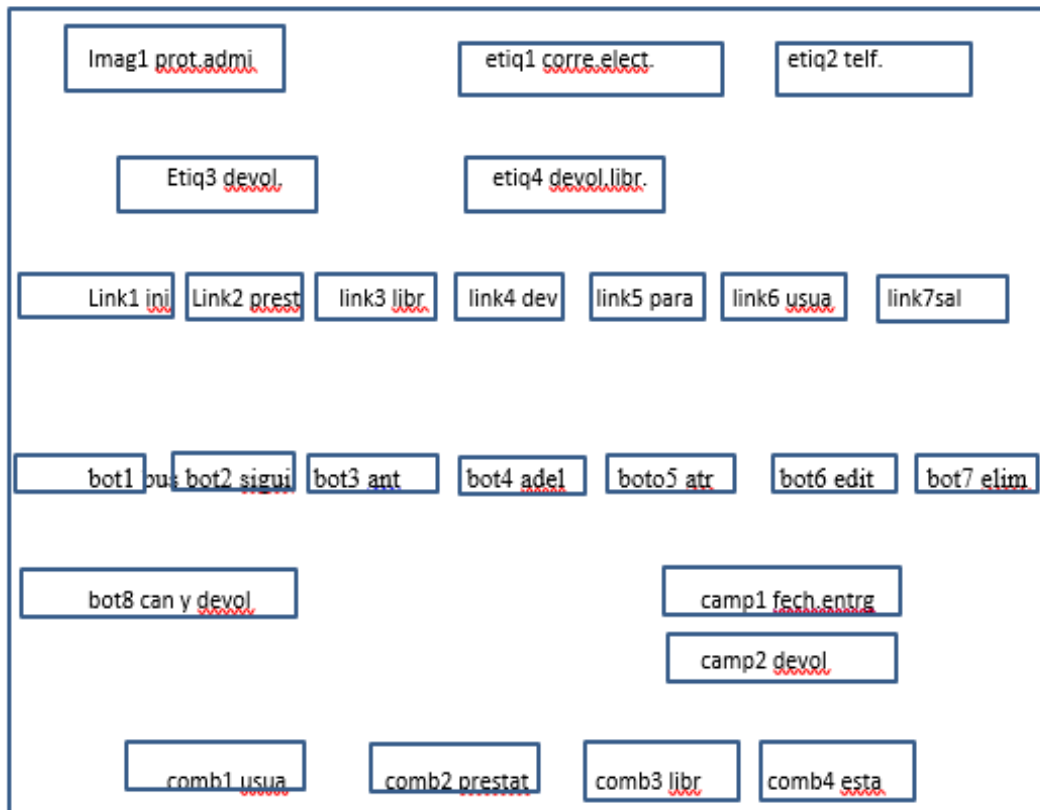 Imag1 prot.admi etiq1 corre.elect. etiq2 telf.
Etiq3 devol. etiq4 devol.libr.
Link1 ini Link2 prest link3 libr link4 dev link5 para link6 usua link7sal
bot1 bus bot2 sigui bot3 ant bot4 adel boto5 atr bot6 edit bot7 elim
bot8 can y devol camp1 fech.entrg
camp2 devol
comb1 usua comb2 prestat comb3 libr comb4 esta